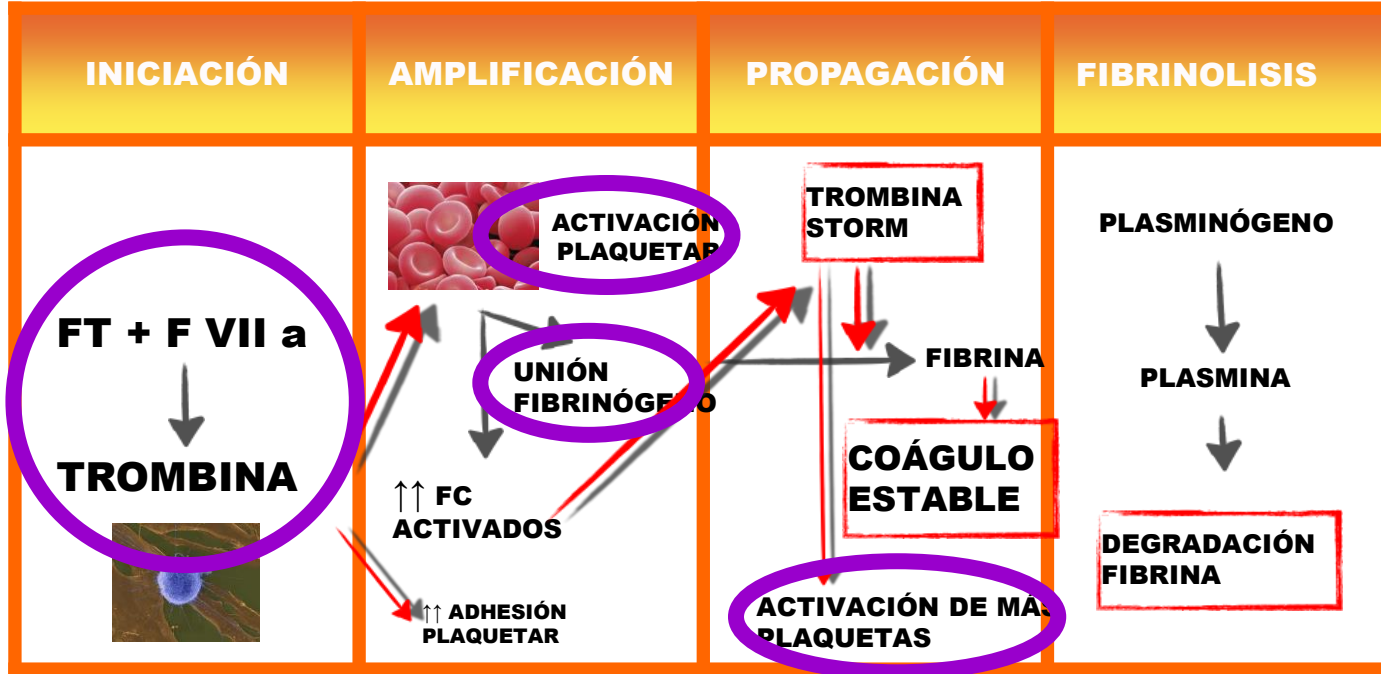 INICIACIÓN
AMPLIFICACIÓN
PROPAGACIÓN
FIBRINOLISIS
FT + F VII a
TROMBINA
ACTIVACIÓN
PLAQUETAR
UNIÓN
FIBRINÓGENO
↑↑ FC
ACTIVADOS
↑↑ ADHESIÓN
PLAQUETAR
TROMBINA
STORM
FIBRINA
COÁGULO
ESTABLE
ACTIVACIÓN DE MÁS
PLAQUETAS
PLASMINÓGENO
PLASMINA
DEGRADACIÓN
FIBRINA